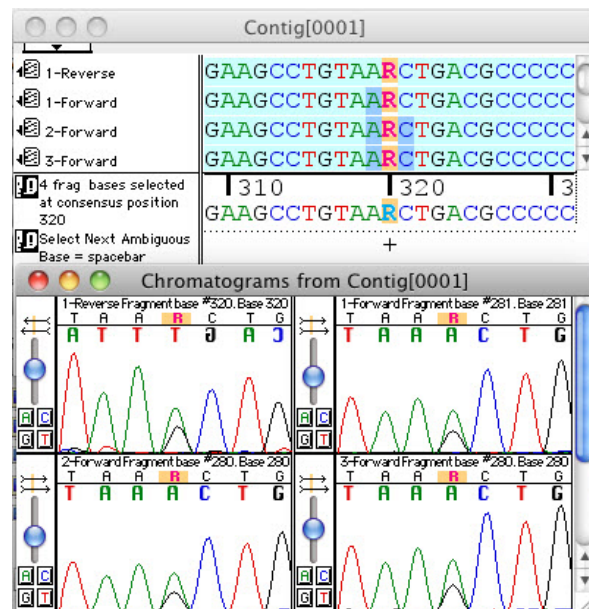 Contig[0001]
1-Reverse GAAGCCTGTAARCTGACGCCCCC
1-Forward GAAGCCTGTAARCTGACGCCCCC
2-Forward GAAGCCTGTAARCTGACGCCCCC
3-Forward GAAGCCTGTAARCTGACGCCCCC
4 frag bases selected
at consensus position
320
310 320 3
GAAGCCTGTAARCTGACGCCCCC
Select Next Ambiguous
Base = spacebar
+
Chromatograms from Contig[0001]
1-Reverse Fragment base #320. Base 320
T A A R C T G
A T T T G A C
A C
G T
1-Forward Fragment base #281. Base 281
T A A R C T G
T A A A C T G
A C
G T
2-Forward Fragment base #280. Base 280
T A A R C T G
T A A A C T G
A C
G T
3-Forward Fragment base #280. Base 280
T A A R C T G
T A A A C T G
A C
G T